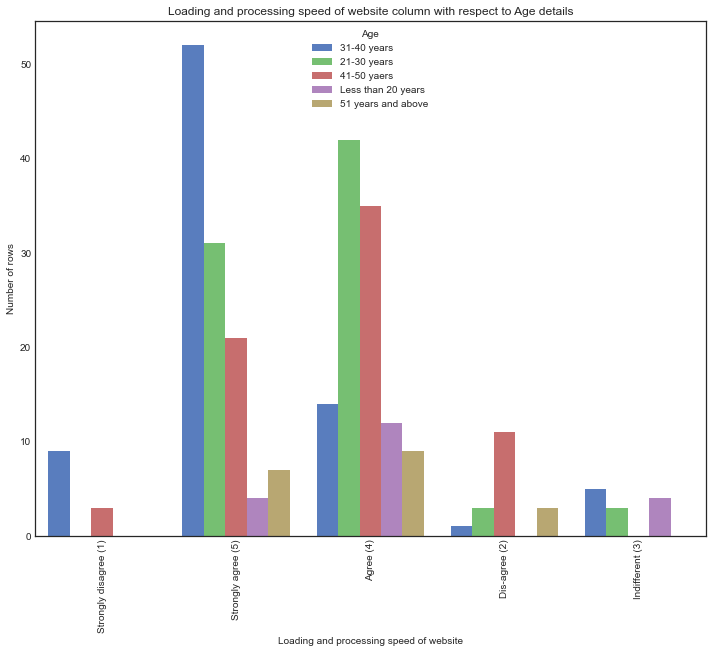 Loading and processing speed of website column with respect to Age details
Age
31-40 years
21-30 years
41-50 yaers
Less than 20 years
51 years and above
50
40
30
20
10
0
Number of rows
Strongly disagree (1)
Strongly agree (5)
Agree (4)
Dis-agree (2)
Indifferent (3)
Loading and processing speed of website